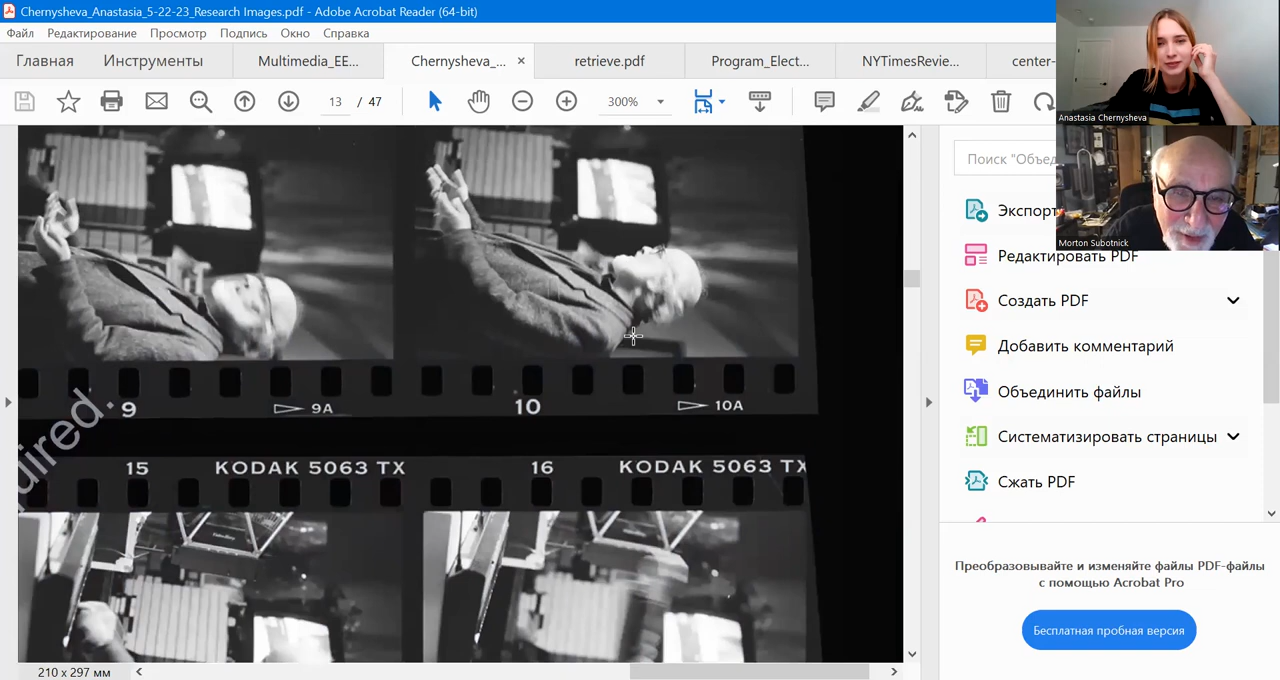 Chernysheva_Anastasia_5-22-23_Research Images.pdf - Adobe Acrobat Reader (64-bit)
Файл Редактирование Просмотр Подпись Окно Справка
Главная Инструменты Multimedia_EE... Chernysheva_... × retrieve.pdf Program_Elect... NYTimesRevie... center-
13 / 47 300%
Anastasia Chernysheva
Morton Subotnick
Поиск "Объед
Экспорт
Редактировать PDF
Создать PDF
Добавить комментарий
Объединить файлы
Систематизировать страницы
Сжать PDF
Преобразовывайте и изменяйте файлы PDF-файлы
с помощью Acrobat Pro
Бесплатная пробная версия
9 9A 10 10A
uired.
15 KODAK 5063 TX 16 KODAK 5063 TX
210 x 297 мм